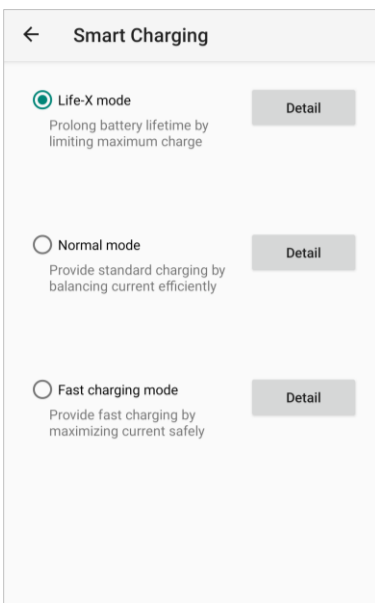 Smart Charging
Life-X mode
Detail
Prolong battery lifetime by
limiting maximum charge
Normal mode
Detail
Provide standard charging by
balancing current efficiently
Fast charging mode
Detail
Provide fast charging by
maximizing current safely